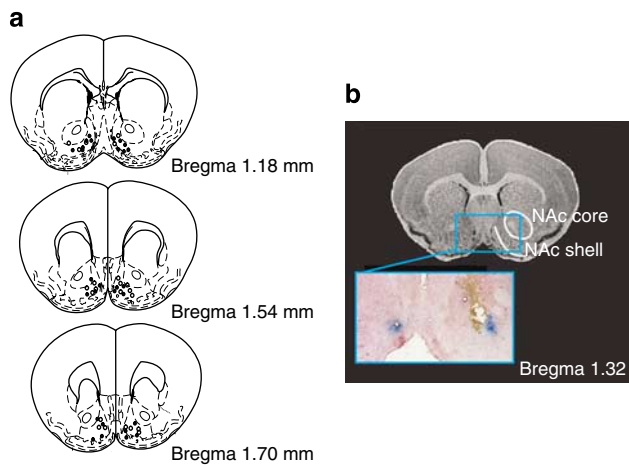 a
Bregma 1.18 mm
Bregma 1.54 mm
Bregma 1.70 mm
b
NAc core
NAc shell
Bregma 1.32